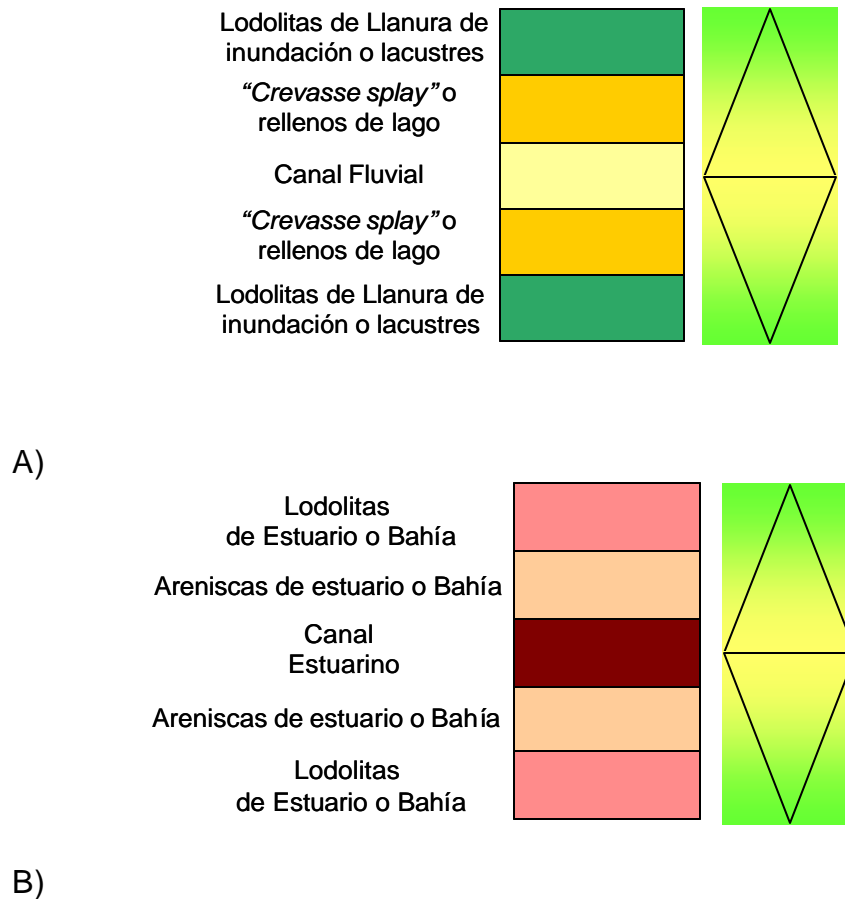 Lodolitas de Llanura de
inundación o lacustres
“Crevasse splay” o
rellenos de lago
Canal Fluvial
“Crevasse splay” o
rellenos de lago
Lodolitas de Llanura de
inundación o lacustres
A)
Lodolitas
de Estuario o Bahía
Areniscas de estuario o Bahía
Canal
Estuarino
Areniscas de estuario o Bahía
Lodolitas
de Estuario o Bahía
B)